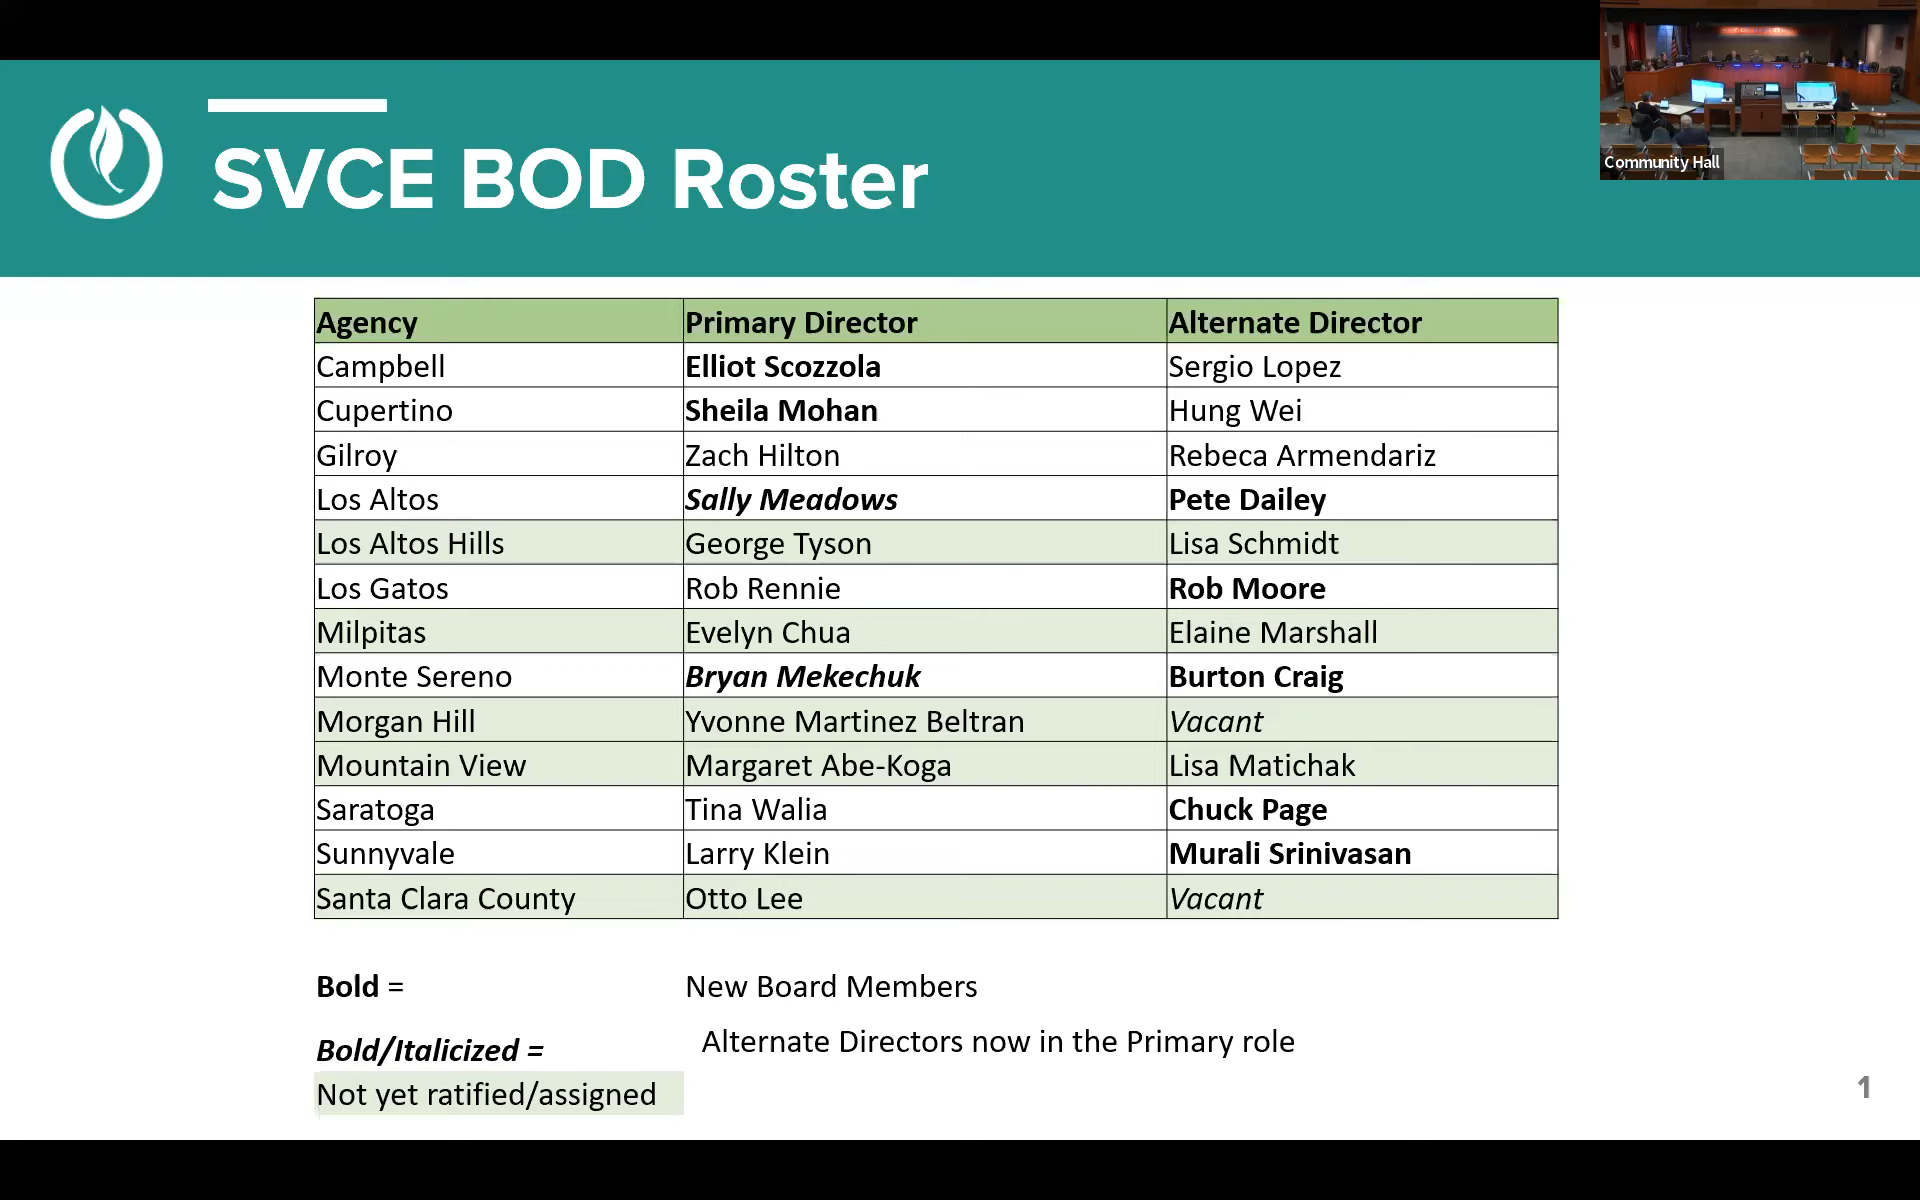 SVCE BOD Roster
Community Hall
Agency Primary Director Alternate Director
Campbell Elliot Scozzola Sergio Lopez
Cupertino Sheila Mohan Hung Wei
Gilroy Zach Hilton Rebeca Armendariz
Los Altos Sally Meadows Pete Dailey
Los Altos Hills George Tyson Lisa Schmidt
Los Gatos Rob Rennie Rob Moore
Milpitas Evelyn Chua Elaine Marshall
Monte Sereno Bryan Mekechuk Burton Craig
Morgan Hill Yvonne Martinez Beltran Vacant
Mountain View Margaret Abe-Koga Lisa Matichak
Saratoga Tina Walia Chuck Page
Sunnyvale Larry Klein Murali Srinivasan
Santa Clara County Otto Lee Vacant
Bold = New Board Members
Bold/Italicized = Alternate Directors now in the Primary role
Not yet ratified/assigned
1